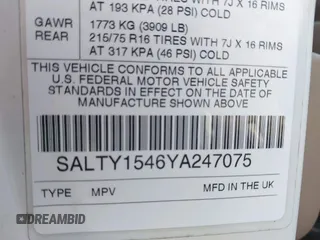 AT 193 KPA (28 PSI) COLD
GAWR 1773 KG (3909 LB)
REAR 215/75 R16 TIRES WITH 7J X 16 RIMS
AT 317 KPA (46 PSI) COLD
THIS VEHICLE CONFORMS TO ALL APPLICABLE
U.S. FEDERAL MOTOR VEHICLE SAFETY
STANDARDS IN EFFECT ON THE DATE OF
MANUFACTURE SHOWN ABOVE
SALTY1546YA247075
TYPE MPV MFD IN THE UK
DREAMBID